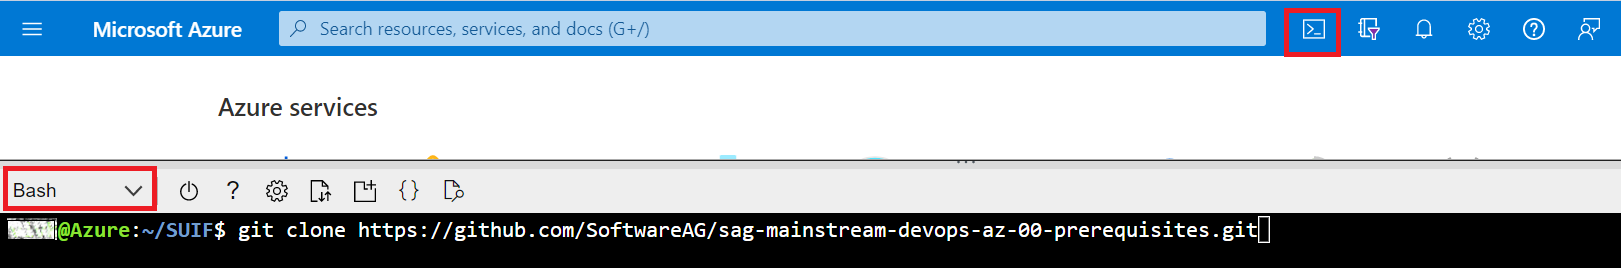 Microsoft Azure
Search resources, services, and docs (G+/)
Azure services
Bash
@Azure:~/SUIF$ git clone https://github.com/SoftwareAG/sag-mainstream-devops-az-00-prerequisites.git